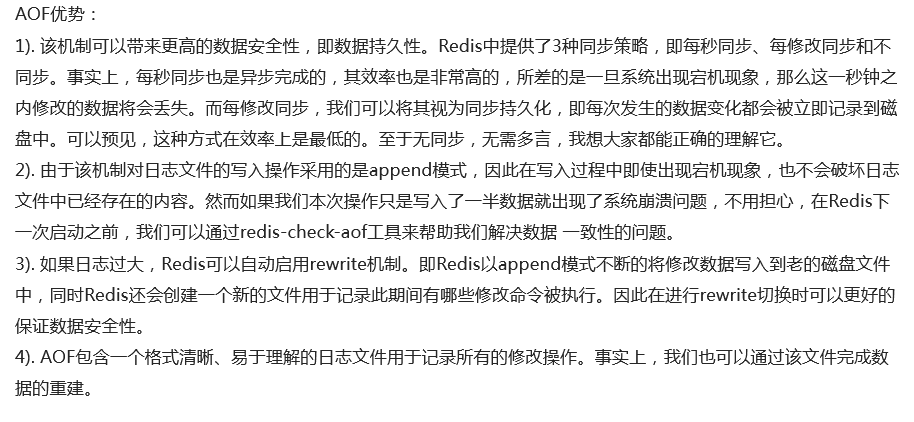 AOF优势：
1). 该机制可以带来更高的数据安全性，即数据持久性。Redis中提供了3种同步策略，即每秒同步、每修改同步和不
同步。事实上，每秒同步也是异步完成的，其效率也是非常高的，所差的是一旦系统出现宕机现象，那么这一秒钟之
内修改的数据将会丢失。而每修改同步，我们可以将其视为同步持久化，即每次发生的数据变化都会被立即记录到磁
盘中。可以预见，这种方式在效率上是最低的。至于无同步，无需多言，我想大家都能正确的理解它。
2). 由于该机制对日志文件的写入操作采用的是append模式，因此在写入过程中即使出现宕机现象，也不会破坏日志
文件中已经存在的内容。然而如果我们本次操作只是写入了一半数据就出现了系统崩溃问题，不用担心，在Redis下
一次启动之前，我们可以通过redis-check-aof工具来帮助我们解决数据 一致性的问题。
3). 如果日志过大，Redis可以自动启用rewrite机制。即Redis以append模式不断的将修改数据写入到老的磁盘文件
中，同时Redis还会创建一个新的文件用于记录此期间有哪些修改命令被执行。因此在进行rewrite切换时可以更好的
保证数据安全性。
4). AOF包含一个格式清晰、易于理解的日志文件用于记录所有的修改操作。事实上，我们也可以通过该文件完成数
据的重建。